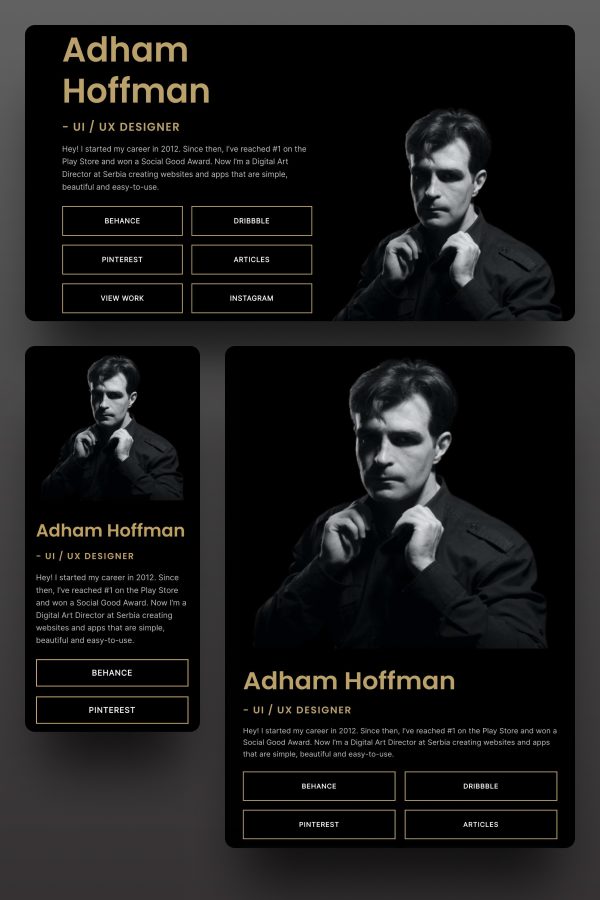 Adham
Hoffman
- UI / UX DESIGNER
Hey! I started my career in 2012. Since then, I've reached #1 on the
Play Store and won a Social Good Award. Now I'm a Digital Art
Director at Serbia creating websites and apps that are simple,
beautiful and easy-to-use.
BEHANCE
DRIBBBLE
PINTEREST
ARTICLES
VIEW WORK
INSTAGRAM
Adham Hoffman
- UI / UX DESIGNER
Hey! I started my career in 2012. Since
then, I've reached #1 on the Play Store
and won a Social Good Award. Now I'm a
Digital Art Director at Serbia creating
websites and apps that are simple,
beautiful and easy-to-use.
BEHANCE
PINTEREST
Adham Hoffman
- UI / UX DESIGNER
Hey! I started my career in 2012. Since then, I've reached #1 on the Play Store and won a
Social Good Award. Now I'm a Digital Art Director at Serbia creating websites and apps
that are simple, beautiful and easy-to-use.
BEHANCE
DRIBBBLE
PINTEREST
ARTICLES